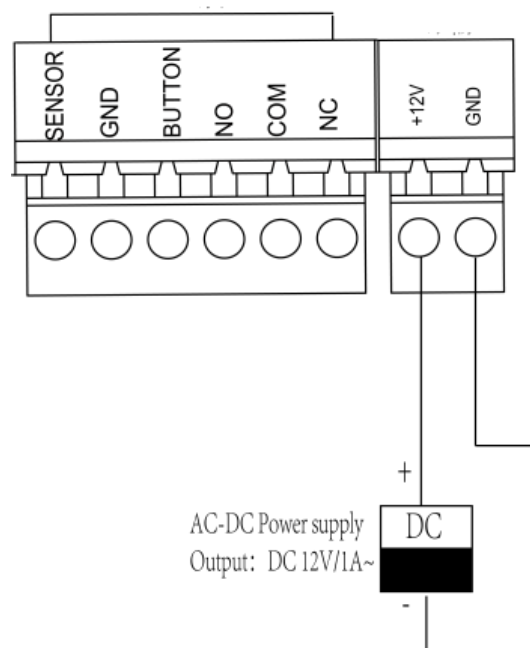 SENSOR
GND
BUTTON
NO
COM
NC
+12V
GND
+
AC-DC Power supply
DC
Output: DC 12V/1A~
-